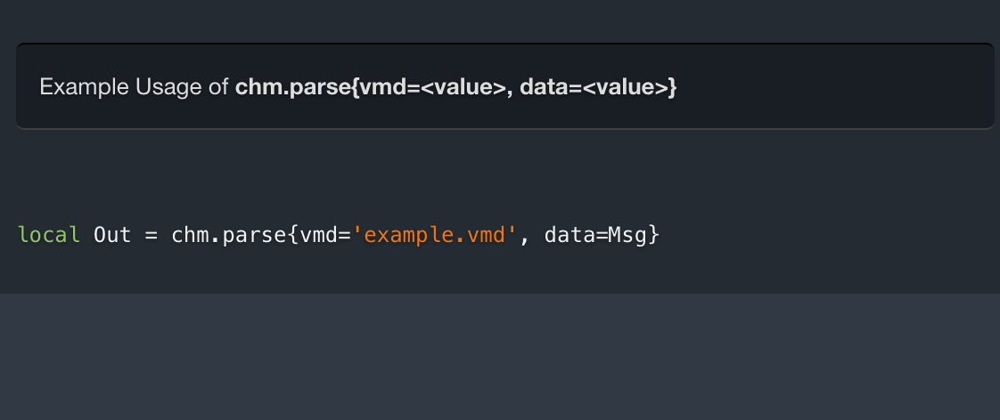 Example Usage of chm.parse{vmd=<value>, data=<value>}
local Out = chm.parse{vmd='example.vmd', data=Msg}